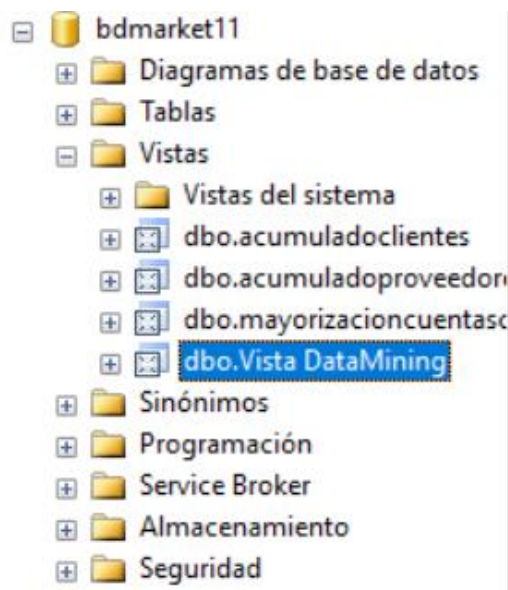 bdmarket11
Diagramas de base de datos
Tablas
Vistas
Vistas del sistema
dbo.acumuladoclientes
dbo.acumuladoproveedor
dbo.mayorizacioncuentas
dbo.Vista DataMining
Sinónimos
Programación
Service Broker
Almacenamiento
Seguridad